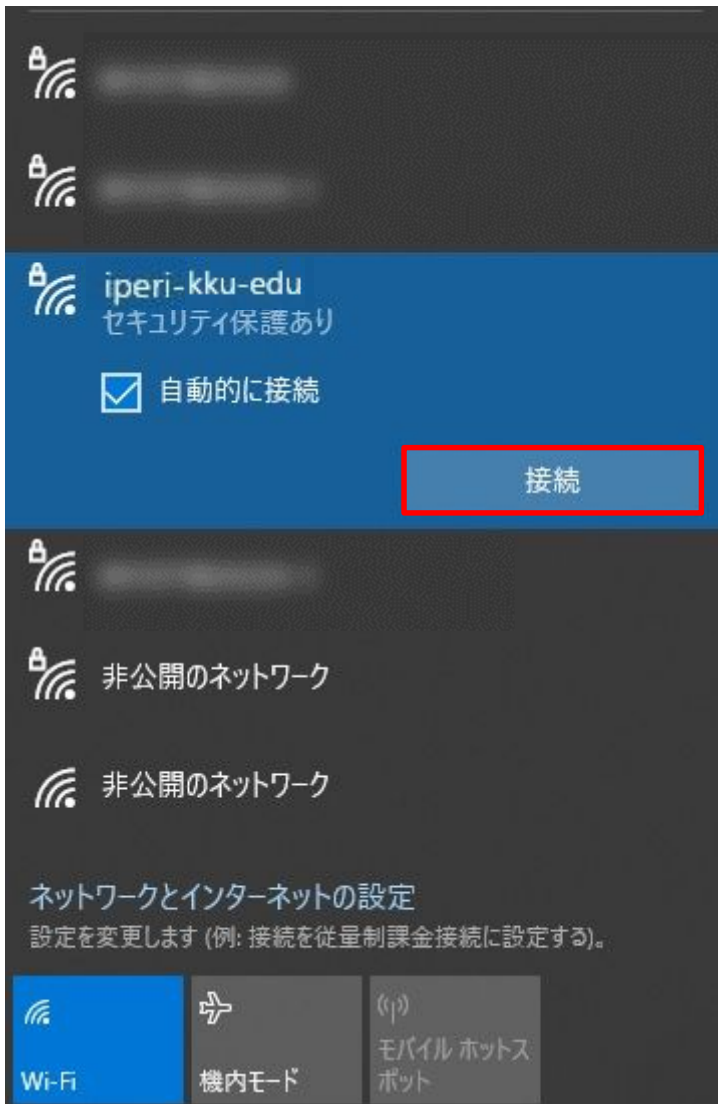 iperi-kku-edu
セキュリティ保護あり
自動的に接続
接続
非公開のネットワーク
非公開のネットワーク
ネットワークとインターネットの設定
設定を変更します (例: 接続を従量制課金接続に設定する)。
Wi-Fi
機内モード
モバイル ホットス
ポット